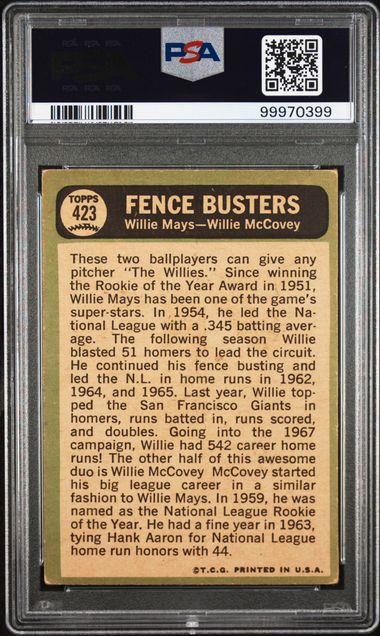 PSA
99970399
TOPPS
423
FENCE BUSTERS
Willie Mays—Willie McCovey
These two ballplayers can give any
pitcher "The Willies." Since winning
the Rookie of the Year Award in 1951,
Willie Mays has been one of the game's
super-stars. In 1954, he led the Na-
tional League with a .345 batting aver-
age. The following season Willie
blasted 51 homers to lead the circuit.
He continued his fence busting and
led the N.L. in home runs in 1962,
1964, and 1965. Last year, Willie top-
ped the San Francisco Giants in
homers, runs batted in, runs scored,
and doubles. Going into the 1967
campaign, Willie had 542 career home
runs! The other half of this awesome
duo is Willie McCovey McCovey started
his big league career in a similar
fashion to Willie Mays. In 1959, he was
named as the National League Rookie
of the Year. He had a fine year in 1963,
tying Hank Aaron for National League
home run honors with 44.
©T.C.G. PRINTED IN U.S.A.